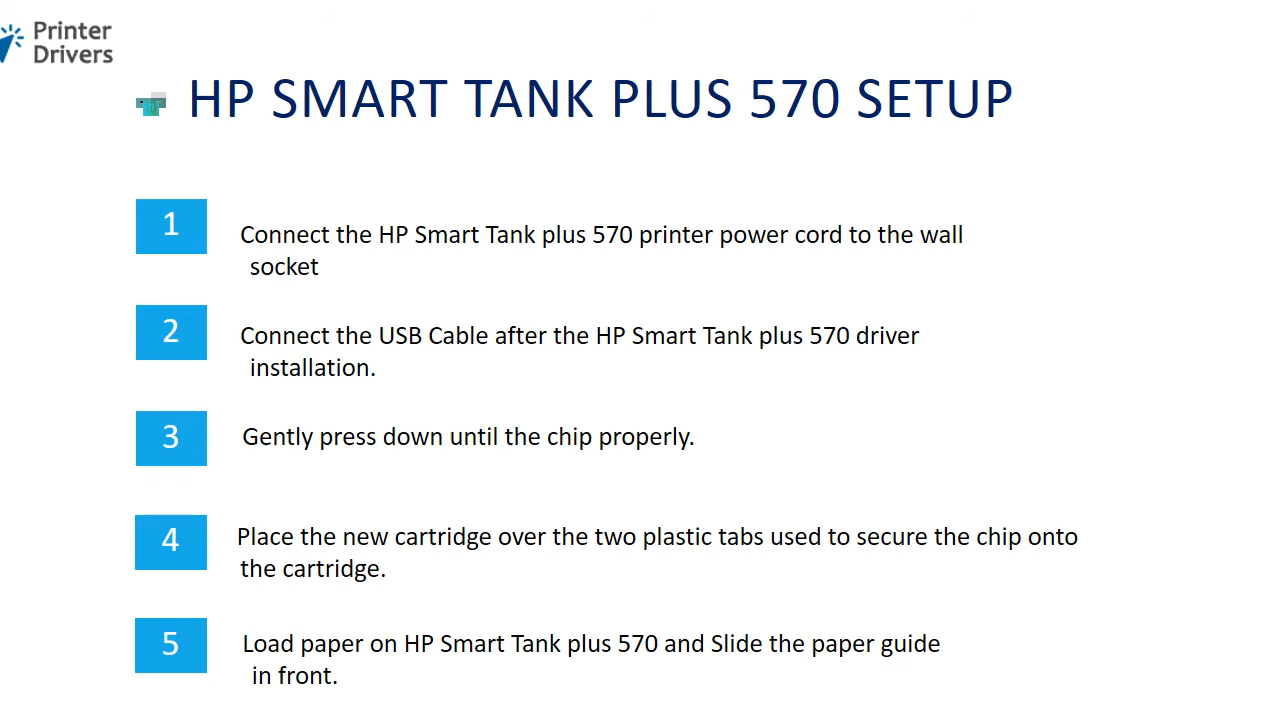 Printer
Drivers
HP SMART TANK PLUS 570 SETUP
1
Connect the HP Smart Tank plus 570 printer power cord to the wall
socket
2
Connect the USB Cable after the HP Smart Tank plus 570 driver
installation.
3
Gently press down until the chip properly.
4
Place the new cartridge over the two plastic tabs used to secure the chip onto
the cartridge.
5
Load paper on HP Smart Tank plus 570 and Slide the paper guide
in front.